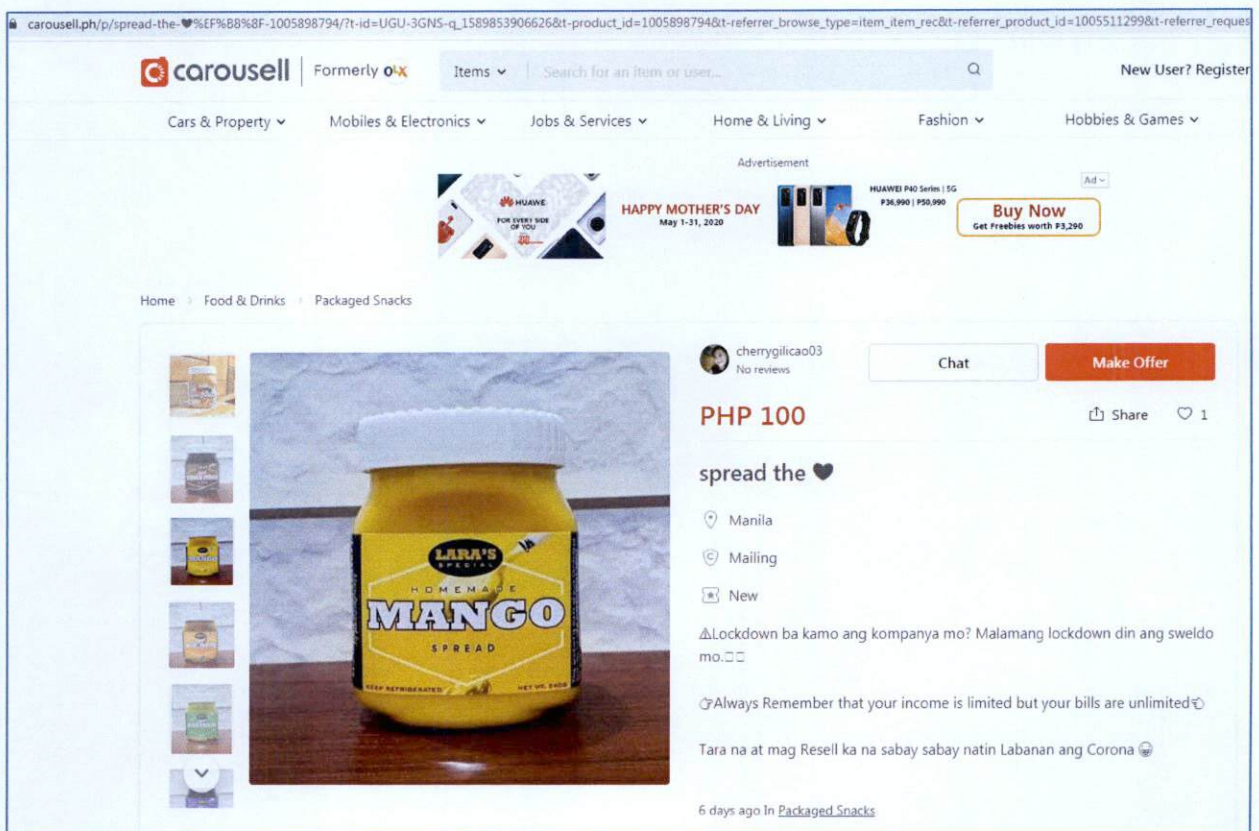 carousell.ph/p/spread-the-🖤%EF%B8%8F-1005898794/?t-id=UGU-3GNS-q_1589853906626&t-product_id=1005898794&t-referrer_browse_type=item_item_rec&t-referrer_product_id=1005511299&t-referrer_reques
carousell Formerly OLX Items Search for an item or user... New User? Register
Cars & Property Mobiles & Electronics Jobs & Services Home & Living Fashion Hobbies & Games
Advertisement
Ad
HUAWEI
FOR EVERY SIDE
OF YOU
HAPPY MOTHER'S DAY
May 1-31, 2020
HUAWEI P40 Series | 5G
P36,990 | P50,990
Buy Now
Get Freebies worth P3,290
Home Food & Drinks Packaged Snacks
LARA'S
SPECIAL
HOMEMADE
MANGO
SPREAD
KEEP REFRIGERATED NET WT. 240G
cherrygilicao03
No reviews
Chat Make Offer
PHP 100 Share 1
spread the 🖤
Manila
Mailing
New
⚠Lockdown ba kamo ang kompanya mo? Malamang lockdown din ang sweldo
mo.□□
👉Always Remember that your income is limited but your bills are unlimited👈
Tara na at mag Resell ka na sabay sabay natin Labanan ang Corona 😷
6 days ago In Packaged Snacks